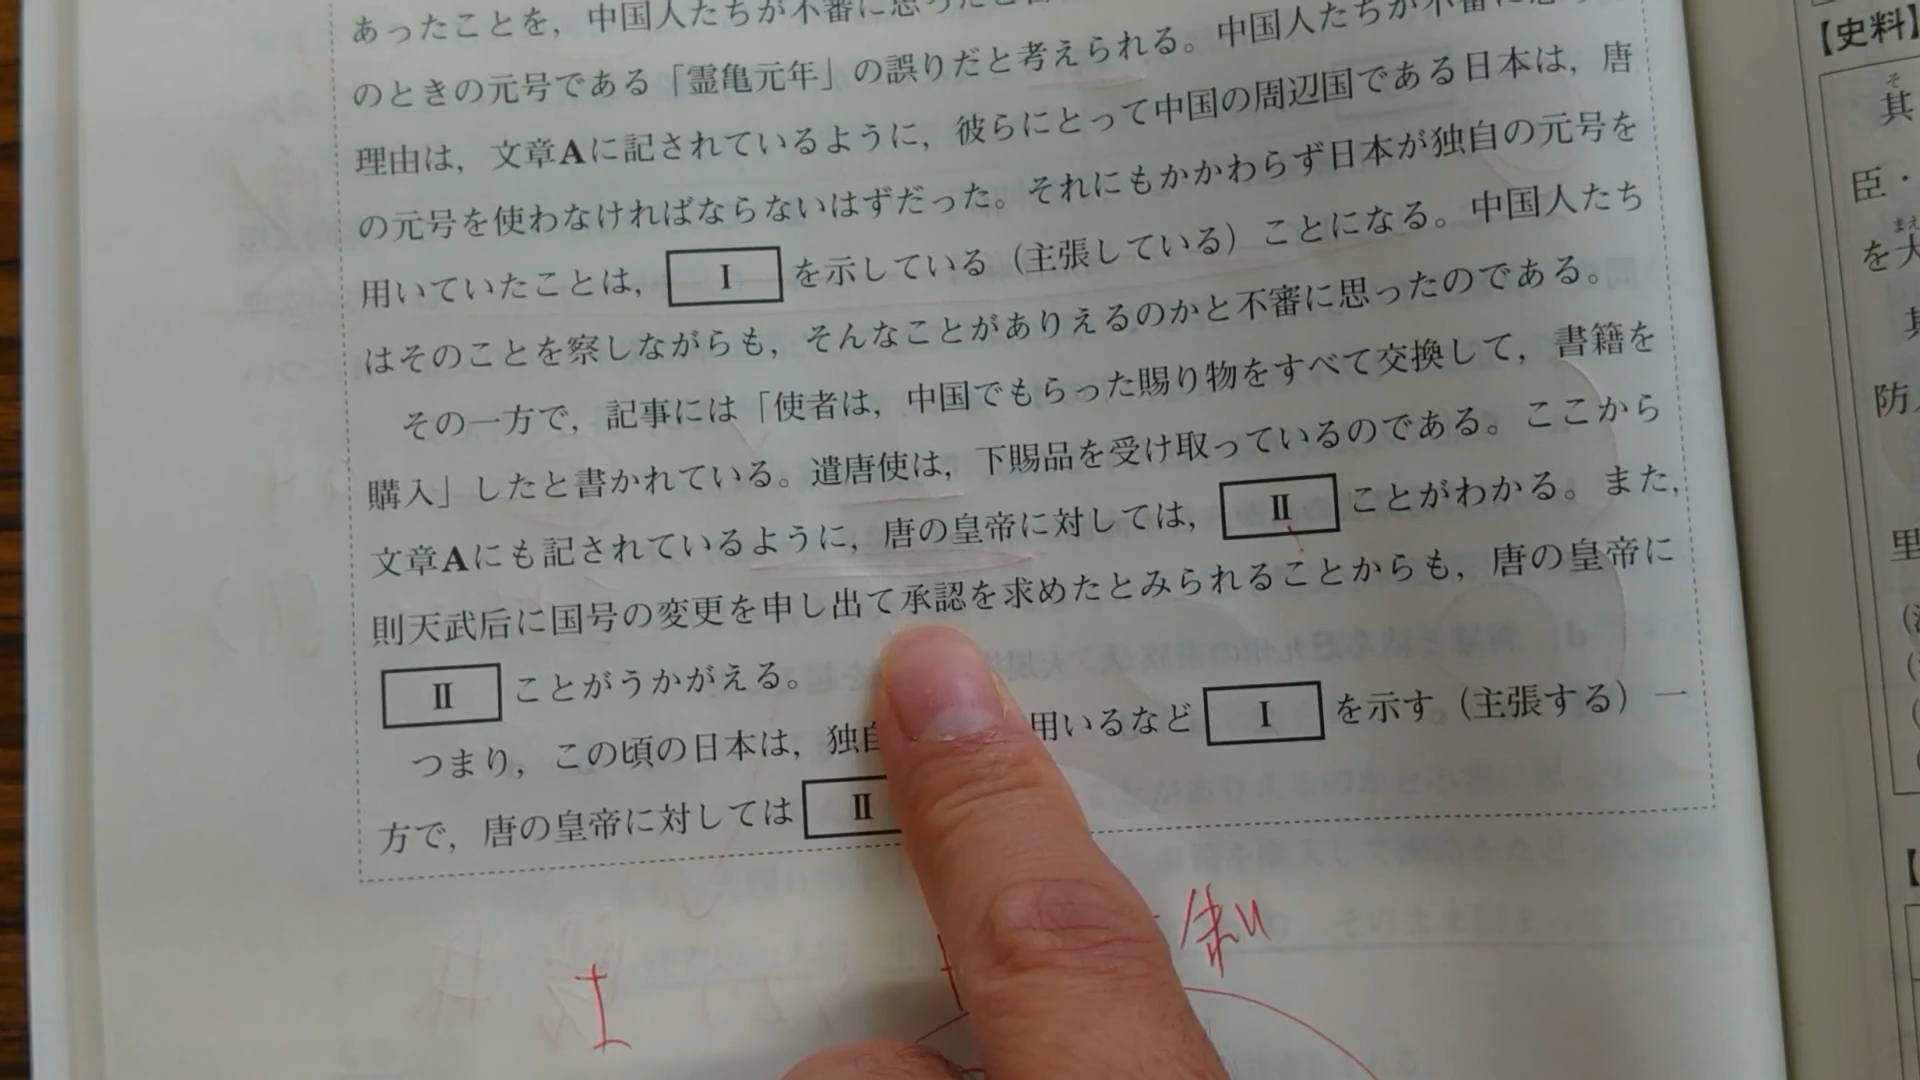 あったことを，中国人たちが不審に思った
のときの元号である「霊亀元年」の誤りだと考えられる。中国人たちが不審に思
理由は，文章Aに記されているように，彼らにとって中国の周辺国である日本は，唐
の元号を使わなければならないはずだった。それにもかかわらず日本が独自の元号を
用いていたことは， I を示している（主張している）ことになる。中国人たち
はそのことを察しながらも，そんなことがありえるのかと不審に思ったのである。
その一方で，記事には「使者は，中国でもらった賜り物をすべて交換して，書籍を
購入」したと書かれている。遣唐使は，下賜品を受け取っているのである。ここから
文章Aにも記されているように，唐の皇帝に対しては， Ⅱ ことがわかる。また，
則天武后に国号の変更を申し出て承認を求めたとみられることからも，唐の皇帝に
Ⅱ ことがうかがえる。
つまり，この頃の日本は，独自 用いるなど I を示す（主張する）一
方で，唐の皇帝に対しては Ⅱ
I
【史料】
そ
其
臣・
まえ
を大
防人
里